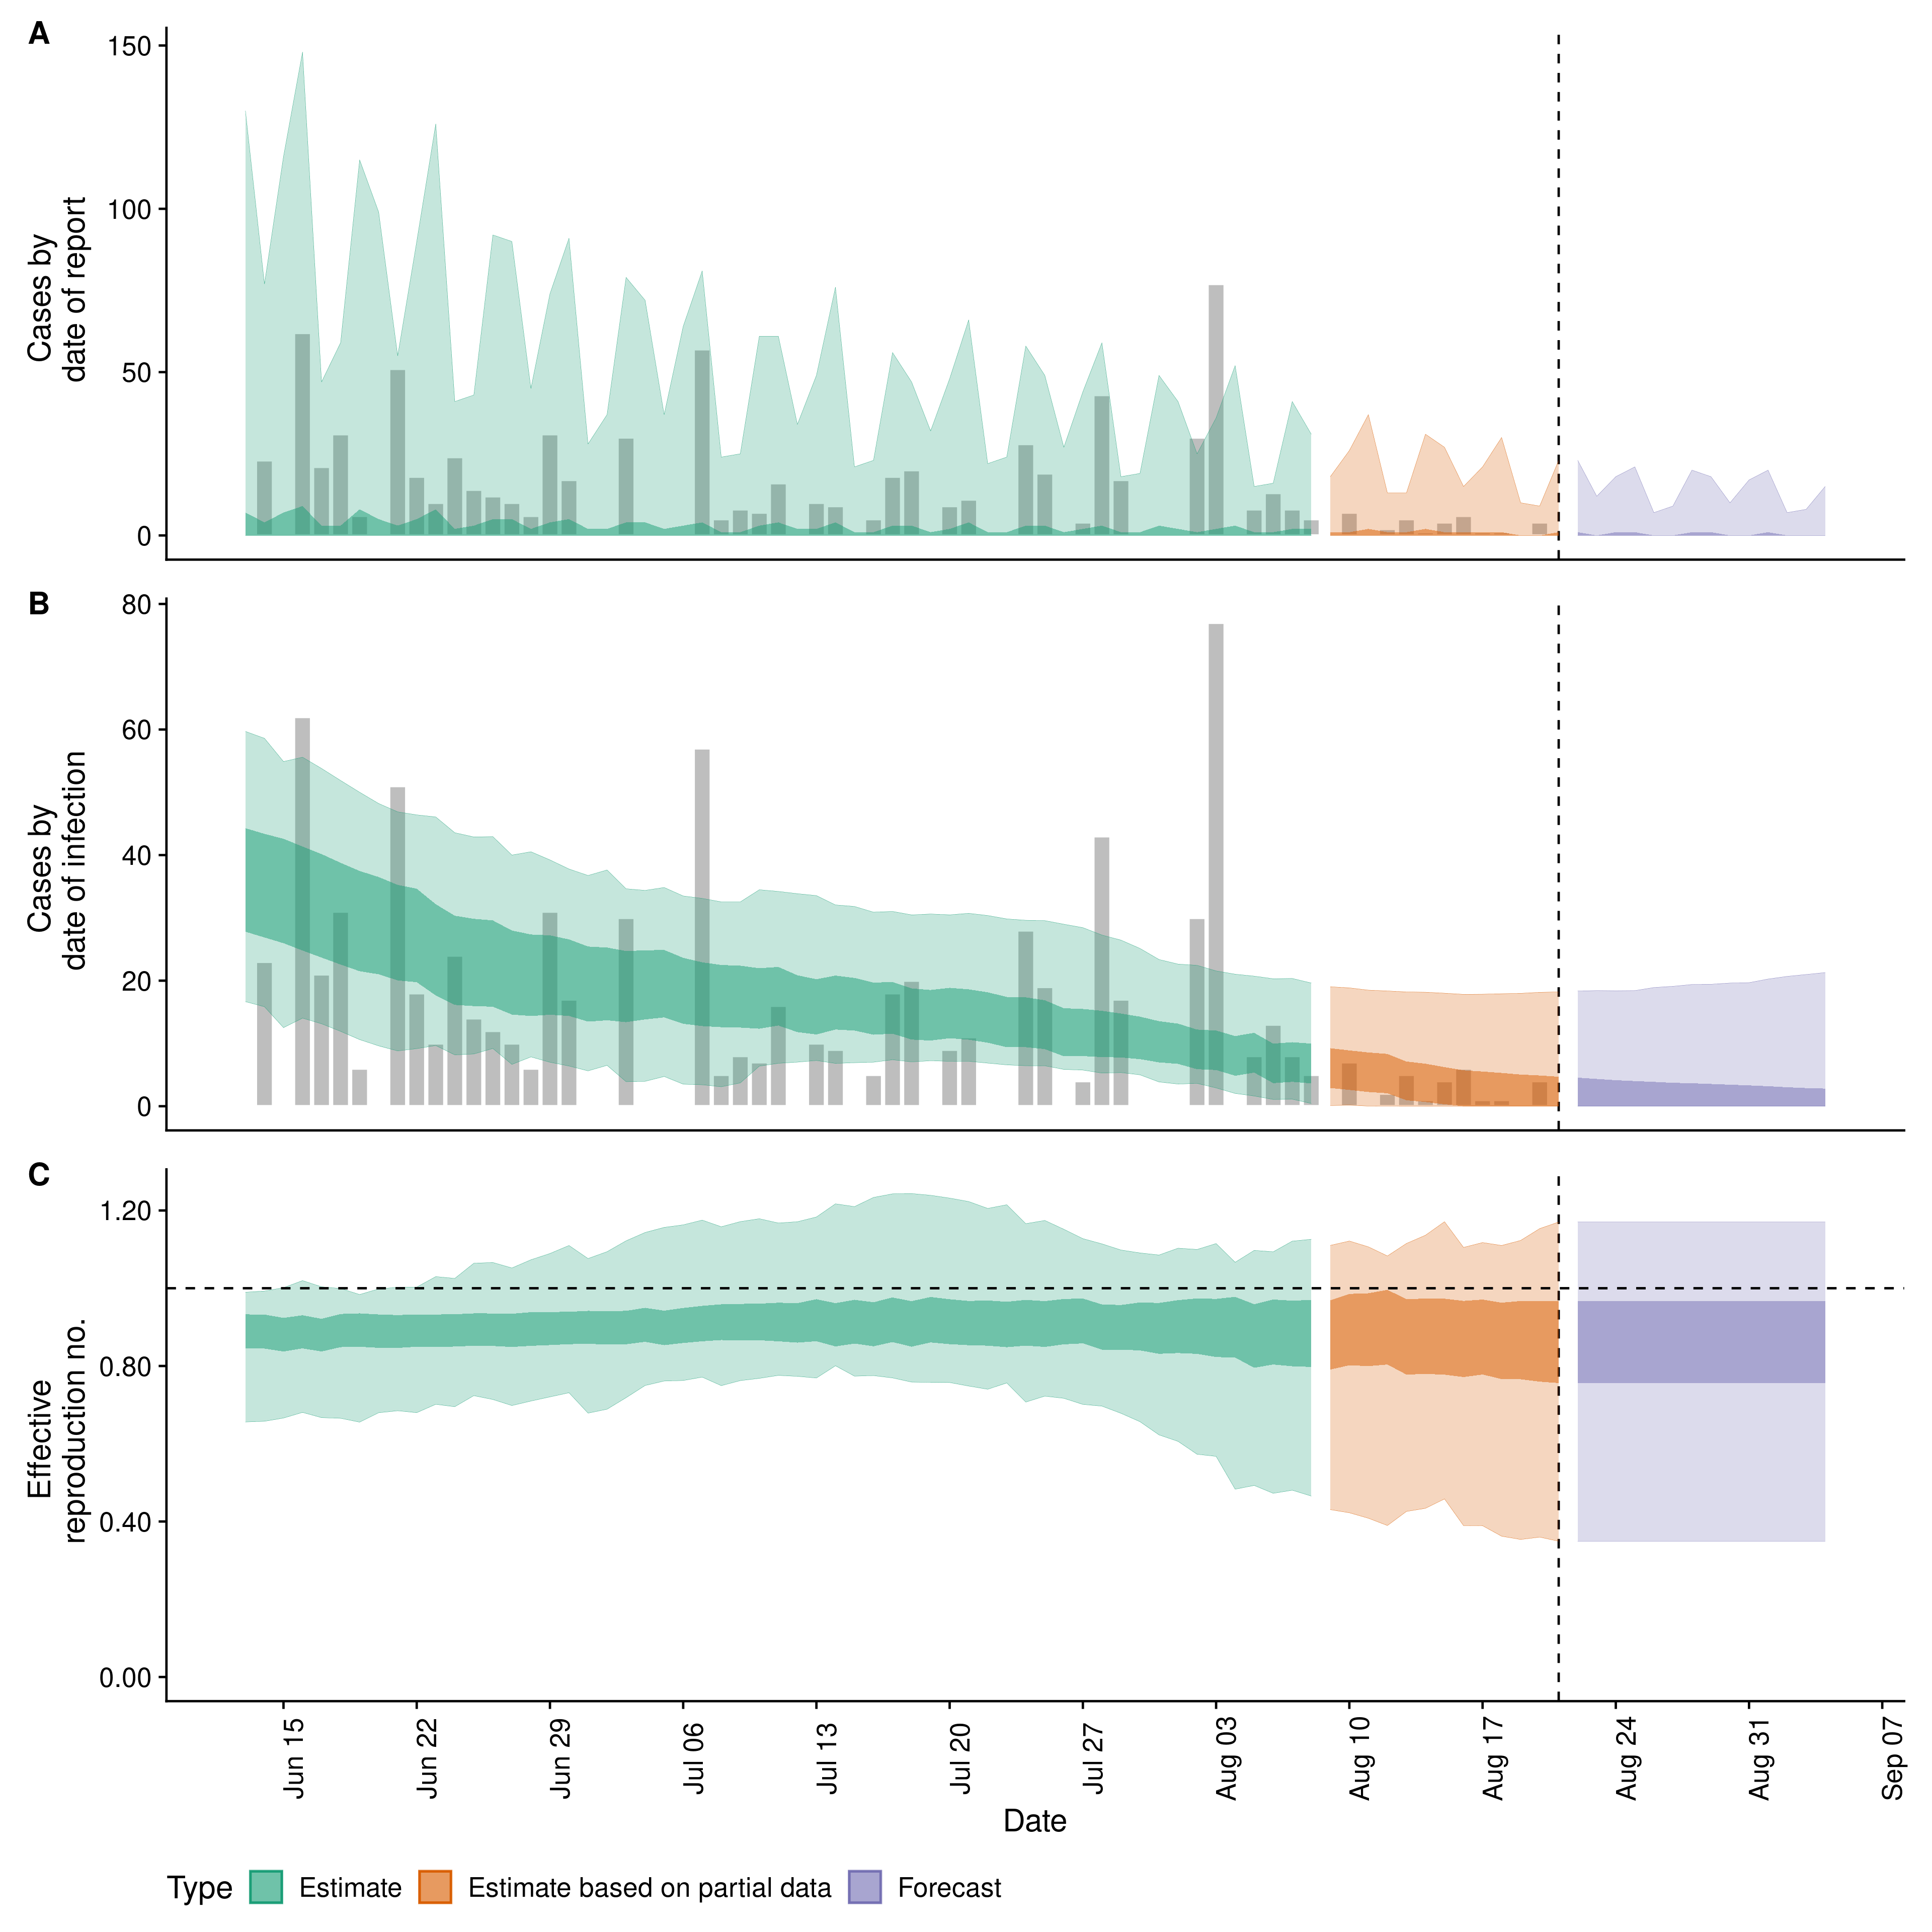 A
150
100
50
0
Cases by
date of report
B
80
60
40
20
0
Cases by
date of infection
C
1.20
0.80
0.40
0.00
Effective
reproduction no.
Jun 15
Jun 22
Jun 29
Jul 06
Jul 13
Jul 20
Jul 27
Aug 03
Aug 10
Aug 17
Aug 24
Aug 31
Sep 07
Date
Type Estimate Estimate based on partial data Forecast